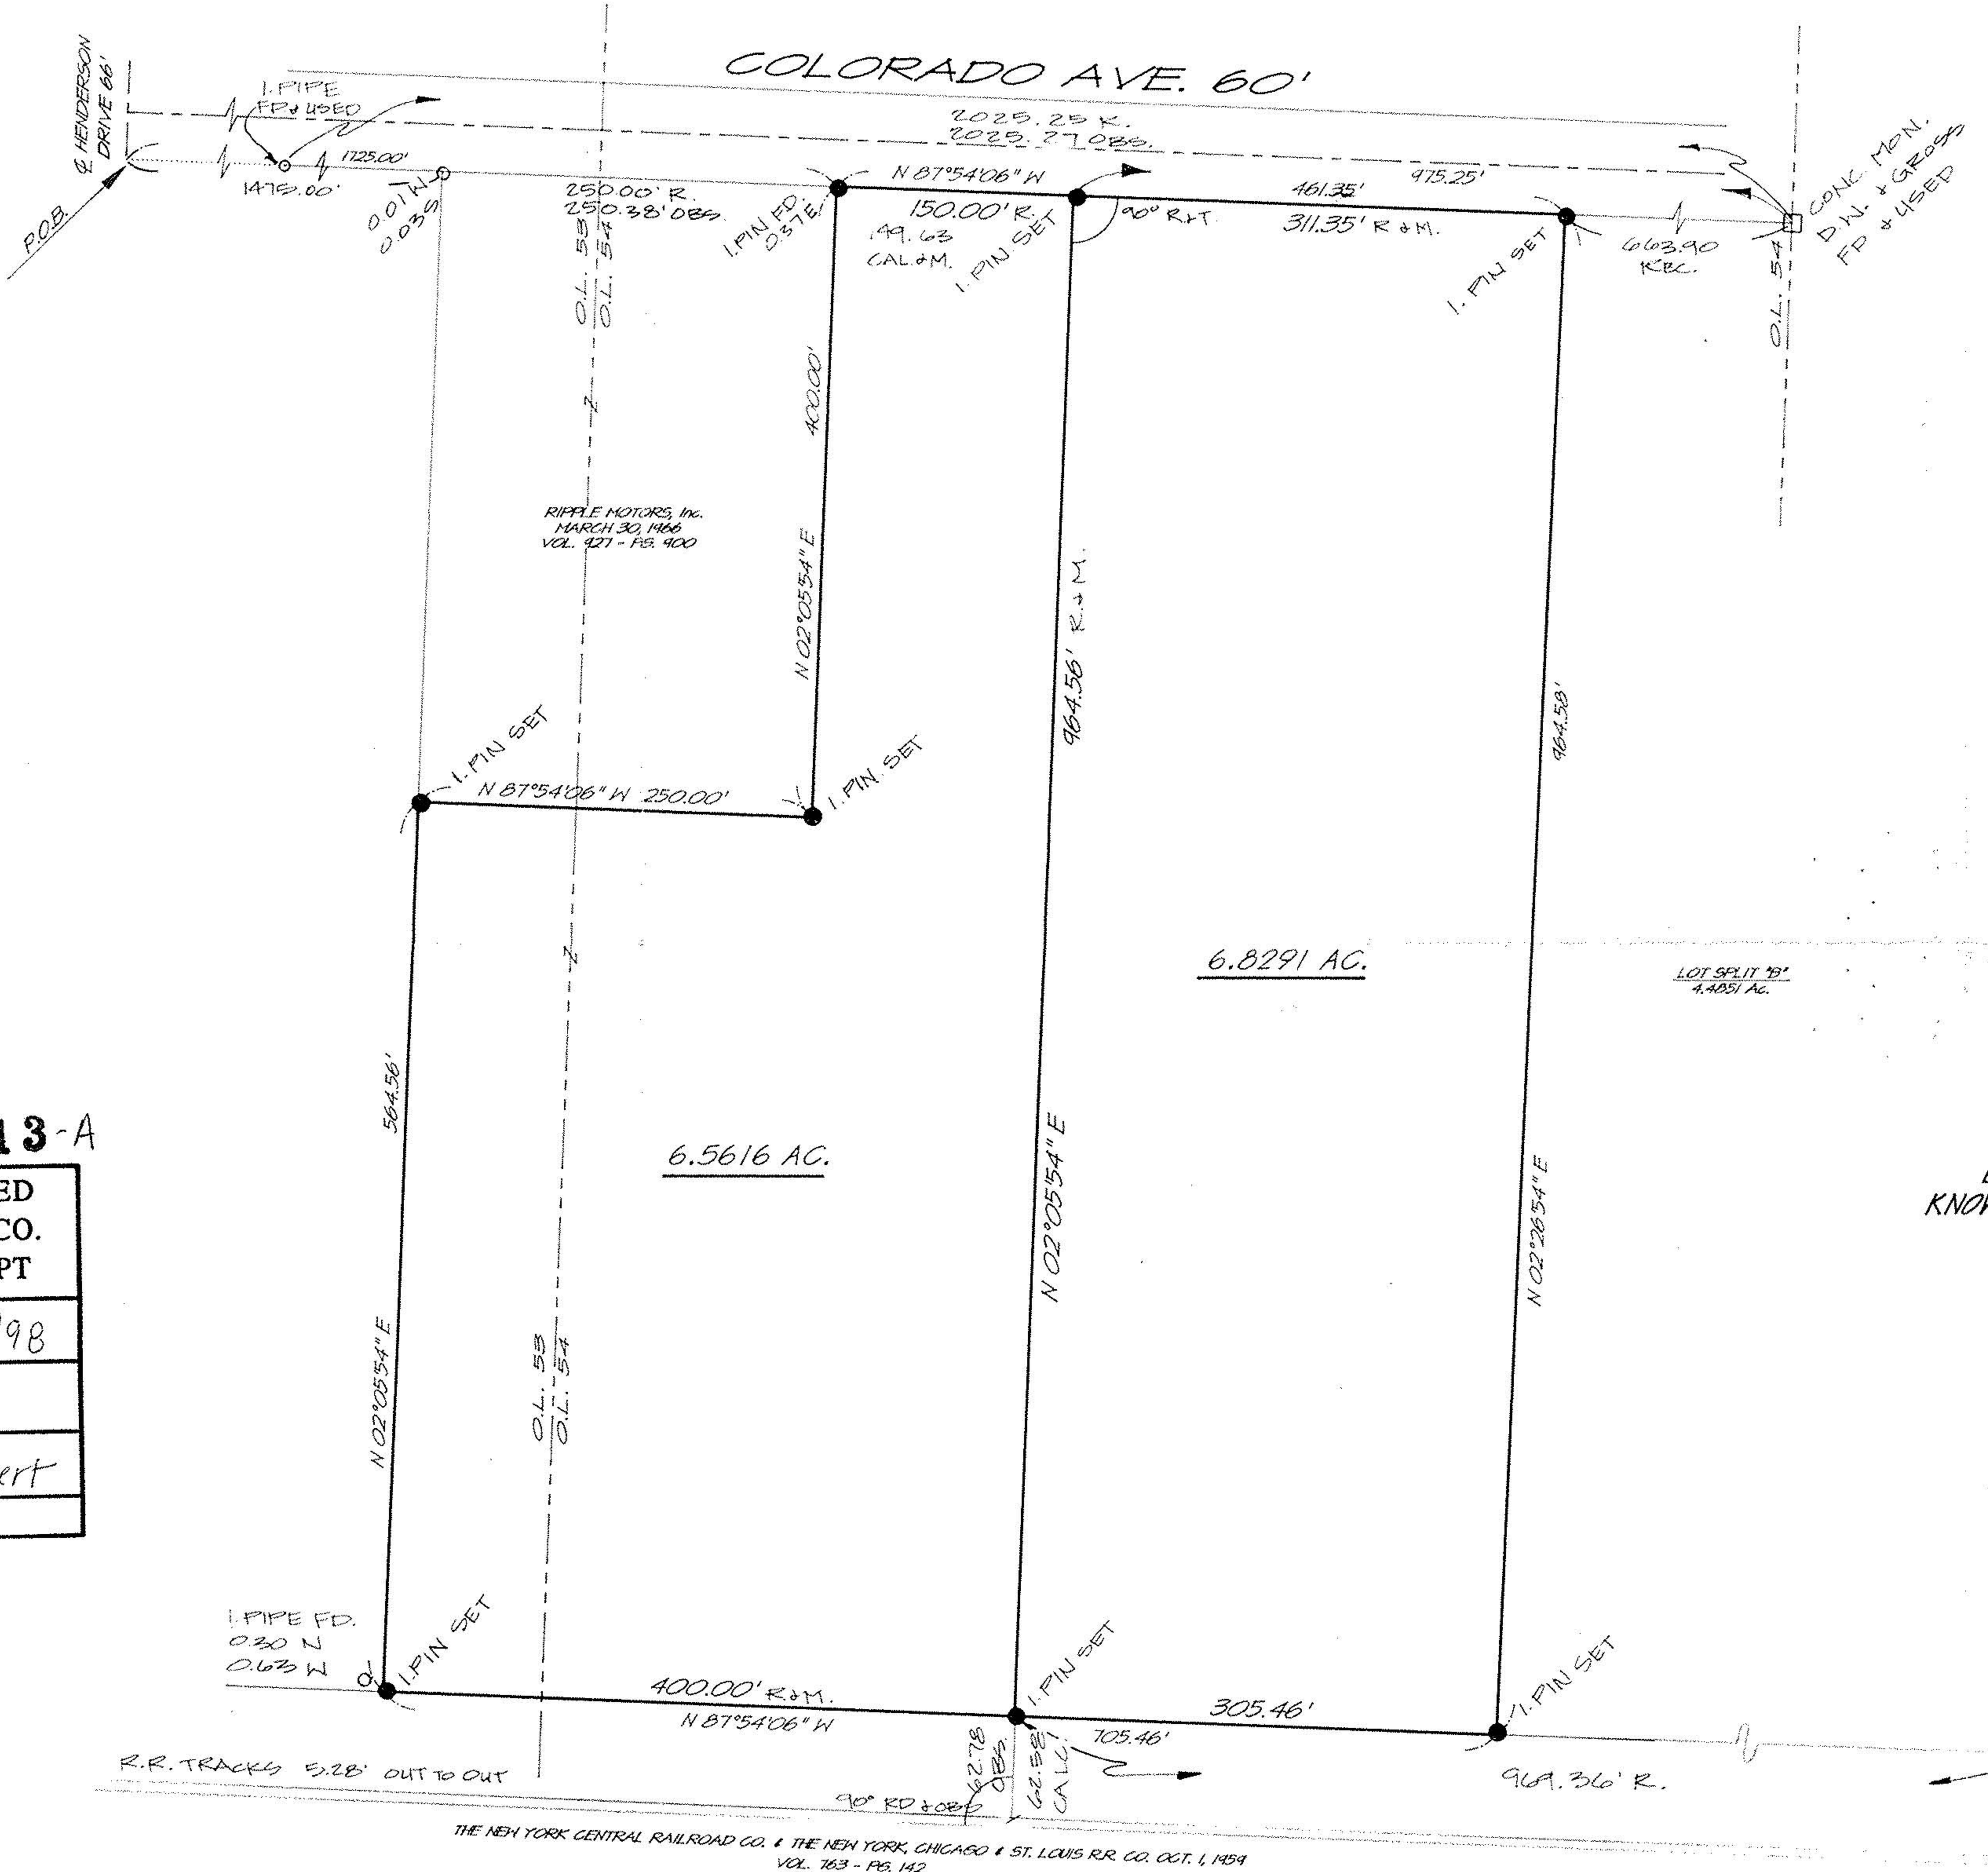 COLORADO AVE. 60'
℄ HENDERSON
DRIVE 66'
P.O.B.
I. PIPE
FD & USED
1725.00'
1475.00'
0.01 W
0.03 S
2025.25 R.
2025.27 OBS.
250.00' R.
250.38' OBS.
O.L. 53
O.L. 54
I. PIN FD.
0.37 E
N 87°54'06" W
150.00' R.
149.63
CAL. & M.
I. PIN SET
90° R & T.
461.35'
975.25'
311.35' R & M.
I. PIN SET
663.90
REC.
CONC. MON.
D.N. & GROSS
FD & USED
O.L. 54
400.00'
N 02°05'54" E
RIPPLE MOTORS, Inc.
MARCH 30, 1966
VOL. 927 - PG. 900
964.56' R. & M.
N 02°05'54" E
964.58'
N 02°26'54" E
I. PIN SET
N 87°54'06" W 250.00'
I. PIN SET
6.8291 AC.
LOT SPLIT "B"
4.4851 Ac.
564.56'
N 02°05'54" E
6.5616 AC.
13-A
ED
CO.
PT
'98
ert
KNOW
O.L. 53
O.L. 54
I. PIPE FD.
0.30 N
0.63 W
I. PIN SET
400.00' R & M.
N 87°54'06" W
I. PIN SET
305.46'
705.46'
I. PIN SET
62.78
OBS.
62.58
CALC.
969.36' R.
R.R. TRACKS 5.28' OUT TO OUT
90° RD & OBS
THE NEW YORK CENTRAL RAILROAD CO. & THE NEW YORK, CHICAGO & ST. LOUIS R.R. CO. OCT. 1, 1959
VOL. 763 - PG. 142